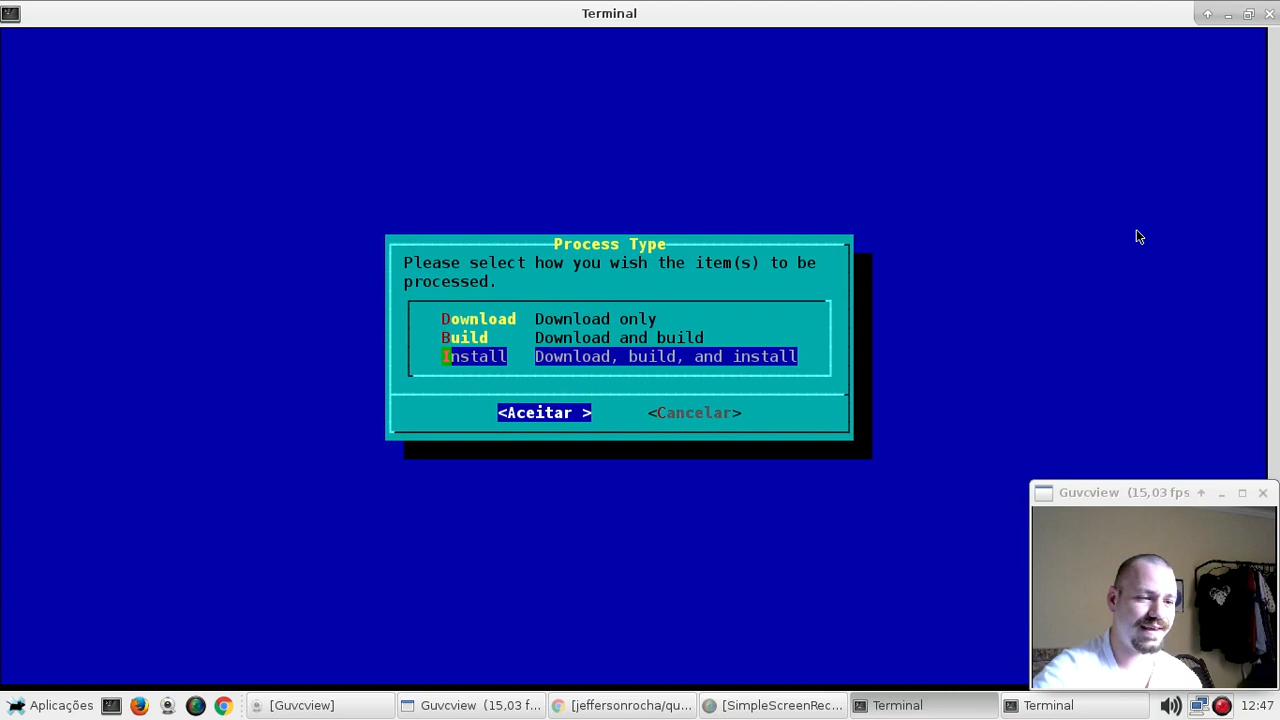 Terminal
Process Type
Please select how you wish the item(s) to be
processed.
Download Download only
Build Download and build
Install Download, build, and install
<Aceitar > <Cancelar>
Guvcview (15,03 fps
Aplicações [Guvcview] Guvcview (15,0 f... [jeffersonrocha/qu... [SimpleScreenRec... Terminal Terminal 12:47